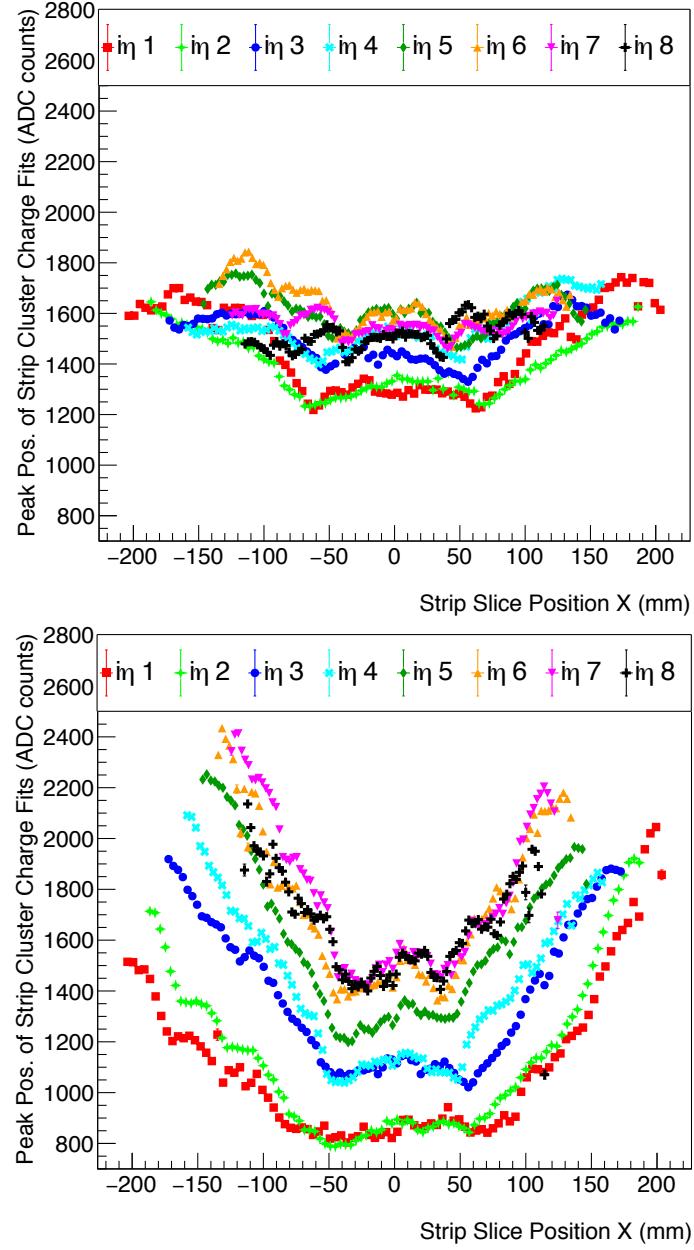 Peak Pos. of Strip Cluster Charge Fits (ADC counts)
2800
2600
iη 1 iη 2 iη 3 iη 4 iη 5 iη 6 iη 7 iη 8
2400
2200
2000
1800
1600
1400
1200
1000
800
−200 −150 −100 −50 0 50 100 150 200
Strip Slice Position X (mm)
Peak Pos. of Strip Cluster Charge Fits (ADC counts)
2800
2600
iη 1 iη 2 iη 3 iη 4 iη 5 iη 6 iη 7 iη 8
2400
2200
2000
1800
1600
1400
1200
1000
800
−200 −150 −100 −50 0 50 100 150 200
Strip Slice Position X (mm)